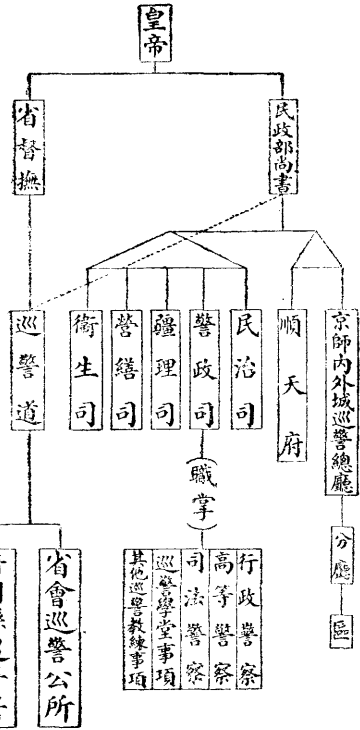 皇帝
民政部尚書
省督撫
京師內外城巡警總廳
順天府
民治司
警政司
疆理司
營繕司
衛生司
巡警道
分廳
區
(職掌)
行政警察
高等警察
司法警察
巡警學堂事項
其他巡警教練事項
省會巡警公所